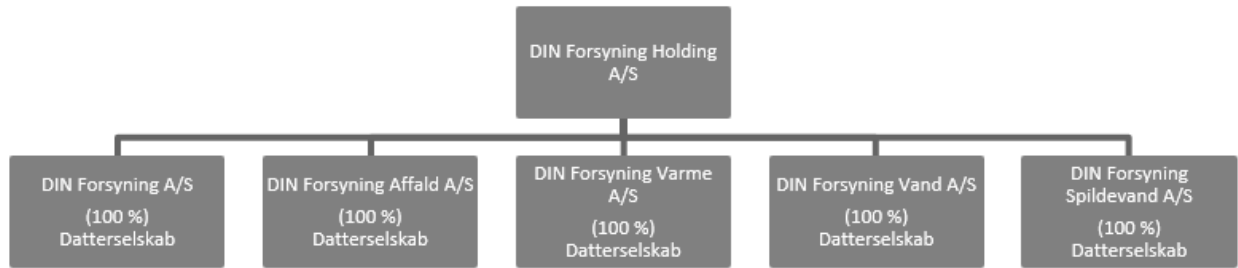 DIN Forsyning Holding
A/S
DIN Forsyning A/S
(100 %)
Datterselskab
DIN Forsyning Affald A/S
(100 %)
Datterselskab
DIN Forsyning Varme
A/S
(100 %)
Datterselskab
DIN Forsyning Vand A/S
(100 %)
Datterselskab
DIN Forsyning
Spildevand A/S
(100 %)
Datterselskab